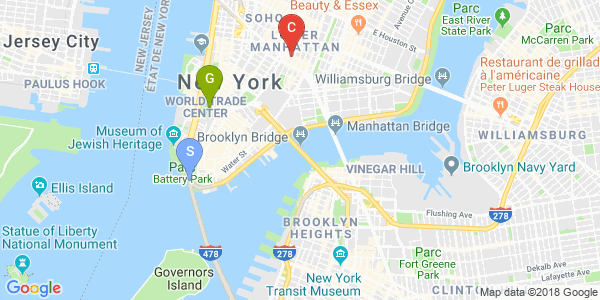 Beauty & Essex
SOHO
LOWER
MANHATTAN
C
Avenue C
E Houston St
Parc
East River
State Park
Parc
McCarren Park
Jersey City
NEW JERSEY
ÉTAT DE NEW YORK
PAULUS HOOK
New York
G
WORLD TRADE
CENTER
Williamsburg Bridge
Restaurant de grillad
à l'américaine
Peter Luger Steak House
Museum of
Jewish Heritage
S
Brooklyn Bridge
Manhattan Bridge
WILLIAMSBURG
Water St
Battery Park
VINEGAR HILL
Brooklyn Navy Yard
Ellis Island
Flushing Ave
278
278
Statue of Liberty
National Monument
BROOKLYN
HEIGHTS
478
Parc
Fort Greene Park
Dekalb Ave
Lafayette Ave
Governors
Island
New York
Transit Museum
CLINTO
Google
Map data ©2018 Google